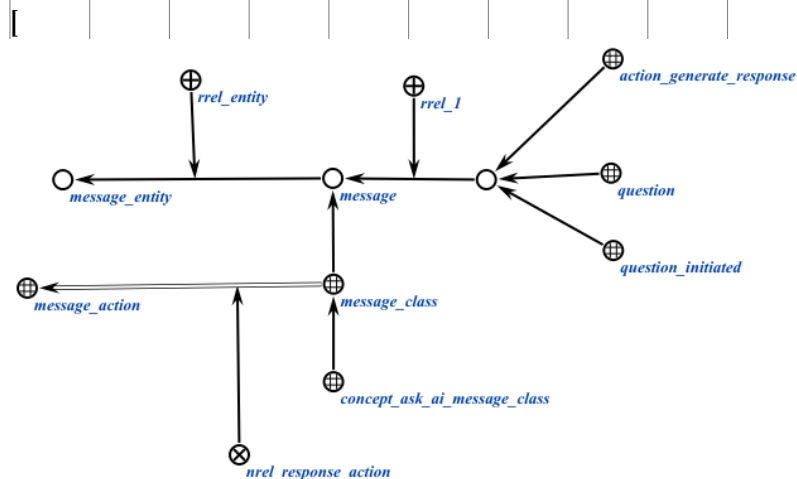 [
action_generate_response
rrel_entity
rrel_1
message_entity
message
question
question_initiated
message_action
message_class
concept_ask_ai_message_class
nrel_response_action